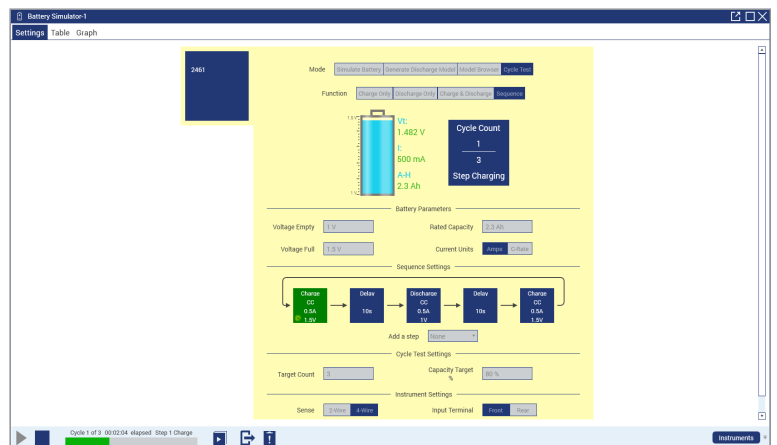 Battery Simulator-1
Settings Table Graph
2461
Mode Simulate Battery Generate Discharge Model Model Browser Cycle Test
Function Charge Only Discharge Only Charge & Discharge Sequence
1.5 V
Vt:
1.482 V
I:
500 mA
A-H
2.3 Ah
1 V
Cycle Count
1
3
Step Charging
Battery Parameters
Voltage Empty 1 V Rated Capacity 2.3 Ah
Voltage Full 1.5 V Current Units Amps C-Rate
Sequence Settings
Charge Delay Discharge Delay Charge
CC CC CC
0.5A 10s 0.5A 10s 0.5A
1.5V 1V 1.5V
Add a step None
Cycle Test Settings
Target Count 3 Capacity Target % 80 %
Instrument Settings
Sense 2-Wire 4-Wire Input Terminal Front Rear
Cycle 1 of 3 00:02:04 elapsed Step 1 Charge
Instruments